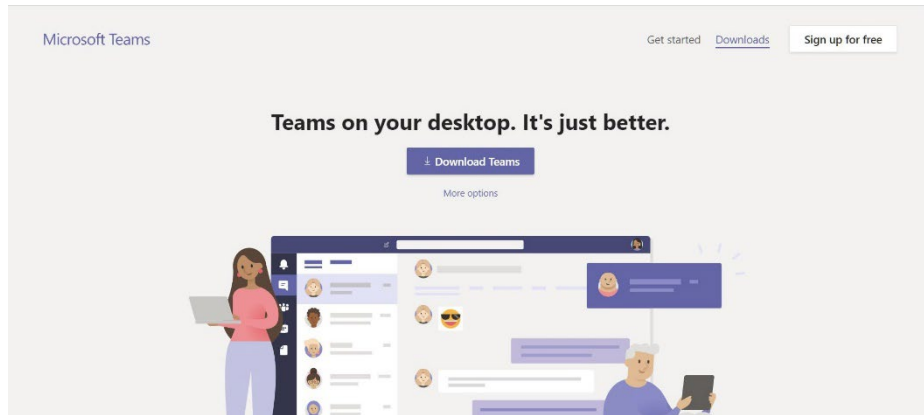 Microsoft Teams
Get started Downloads Sign up for free
Teams on your desktop. It's just better.
Download Teams
More options